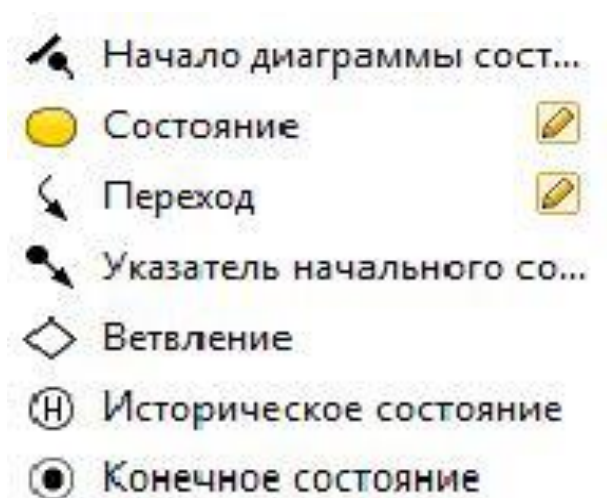 Начало диаграммы сост...
Состояние
Переход
Указатель начального со...
Ветвление
H Историческое состояние
Конечное состояние